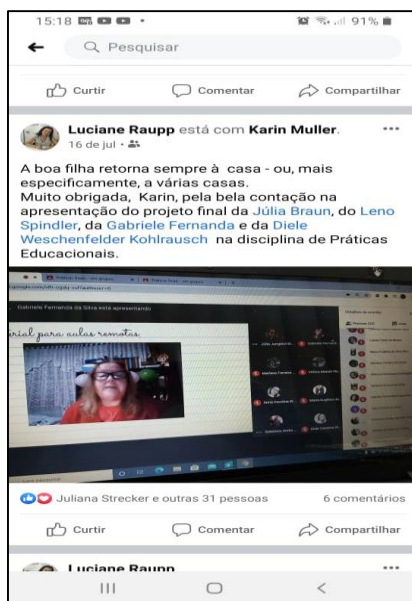 15:18
91%
Pesquisar
Curtir Comentar Compartilhar
Luciane Raupp está com Karin Muller.
16 de jul
A boa filha retorna sempre à casa - ou, mais
especificamente, a várias casas.
Muito obrigada, Karin, pela bela contação na
apresentação do projeto final da Júlia Braun, do Leno
Spindler, da Gabriele Fernanda e da Diele
Weschenfelder Kohlrausch na disciplina de Práticas
Educacionais.
Gabriele Fernanda da Silva está apresentando
rial para aulas remotas
Juliana Strecker e outras 31 pessoas 6 comentários
Curtir Comentar Compartilhar
Luciane Raupp